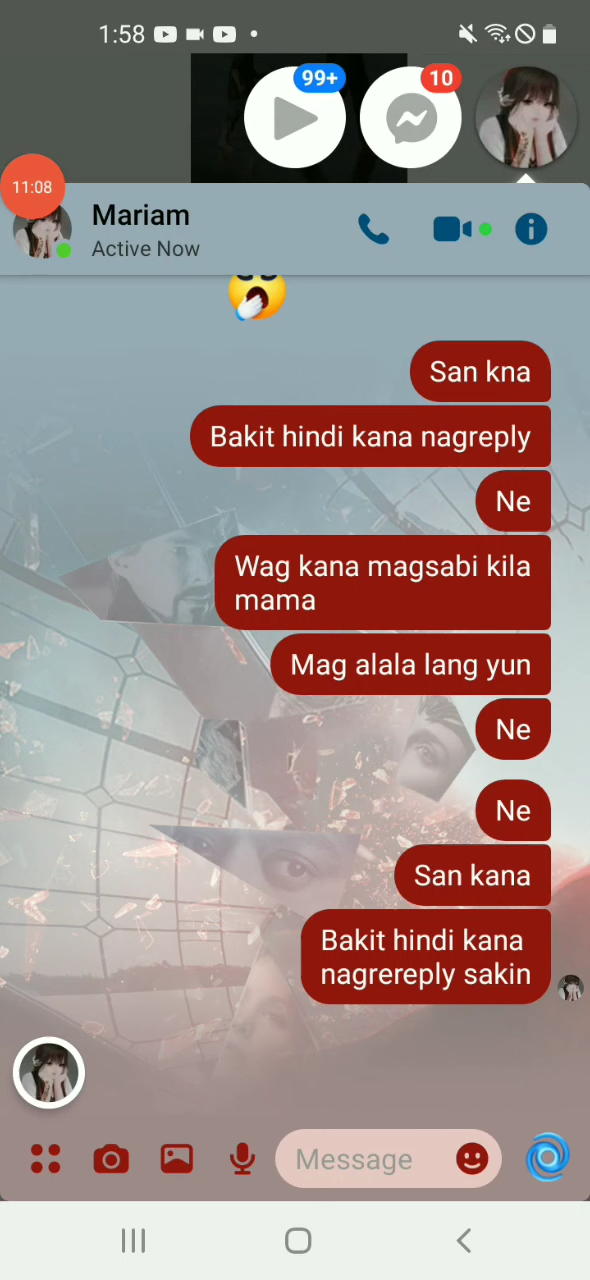 1:58
99+
10
11:08
Mariam
Active Now
San kna
Bakit hindi kana nagreply
Ne
Wag kana magsabi kila
mama
Mag alala lang yun
Ne
Ne
San kana
Bakit hindi kana
nagrereply sakin
Message